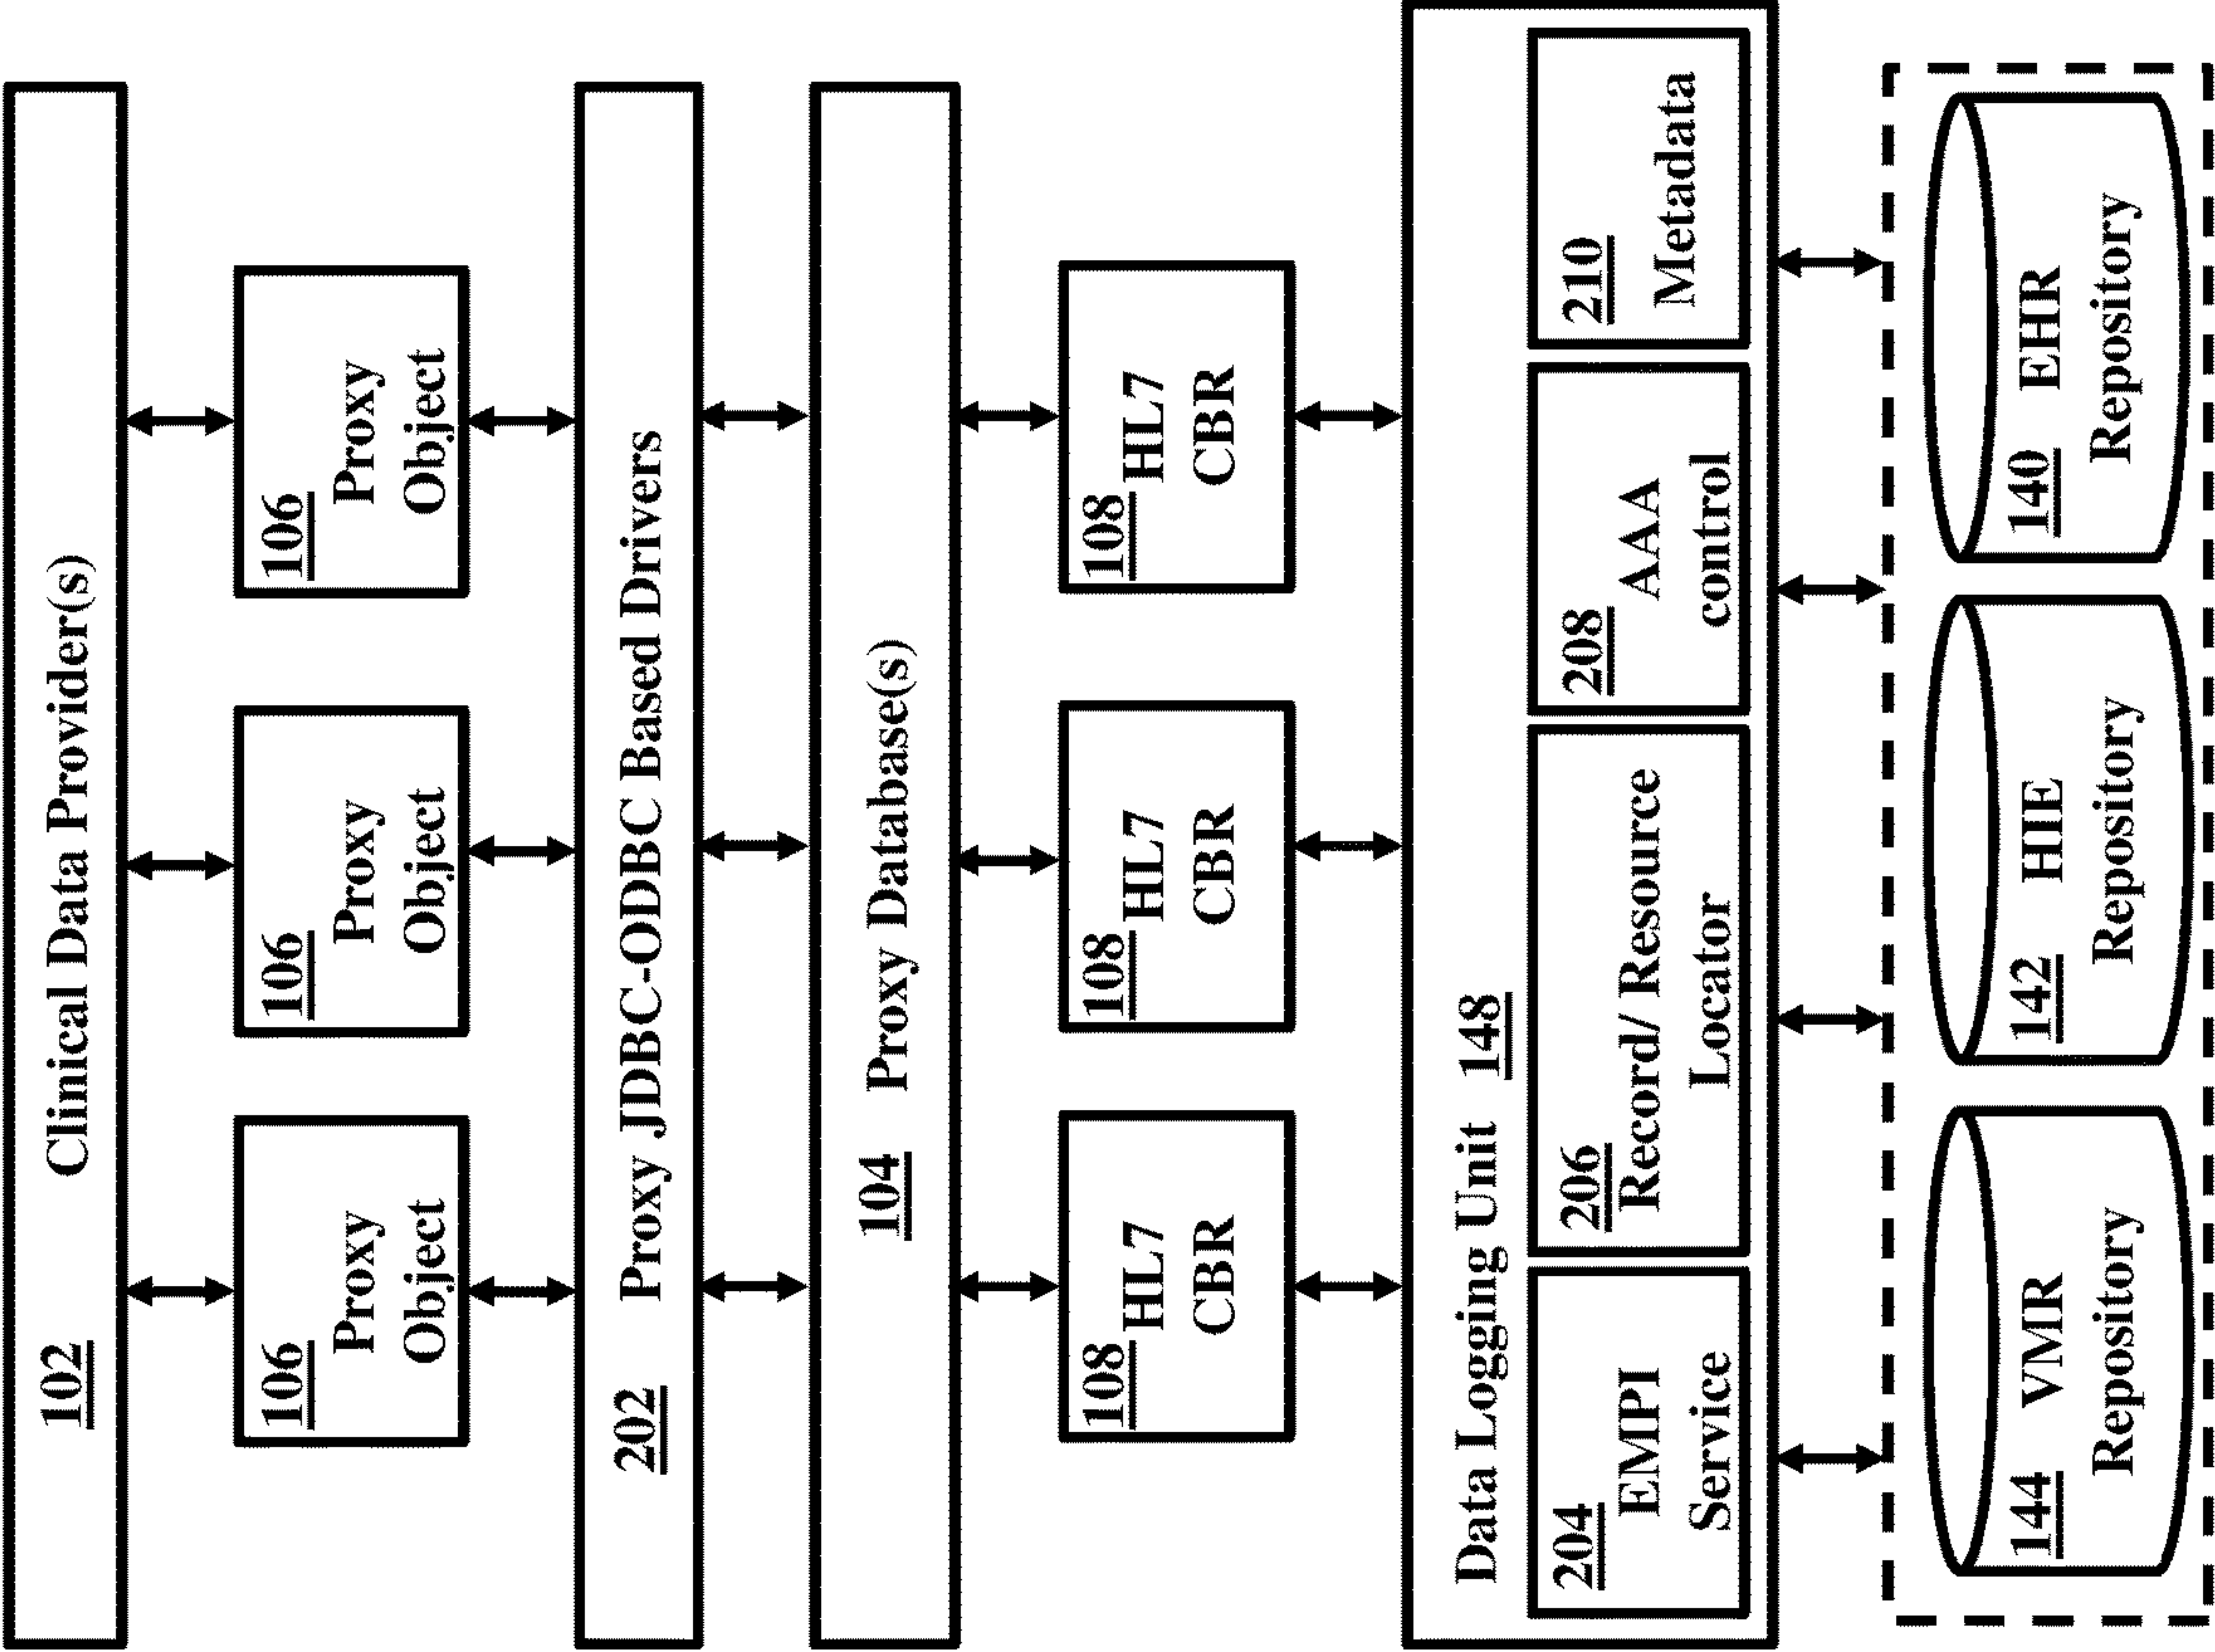 102 Clinical Data Provider(s)
106
Proxy
Object
106
Proxy
Object
106
Proxy
Object
202 Proxy JDBC-ODBC Based Drivers
104 Proxy Database(s)
108
HL7
CBR
108
HL7
CBR
108
HL7
CBR
Data Logging Unit 148
204
EMPI
Service
206
Record/ Resource
Locator
208
AAA
control
210
Metadata
144 VMR
Repository
142 HIE
Repository
140 EHR
Repository